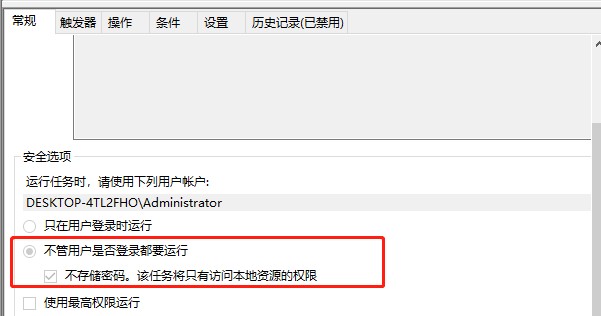 常规 触发器 操作 条件 设置 历史记录(已禁用)
安全选项
运行任务时，请使用下列用户帐户:
DESKTOP-4TL2FHO\Administrator
只在用户登录时运行
不管用户是否登录都要运行
不存储密码。该任务将只有访问本地资源的权限
使用最高权限运行